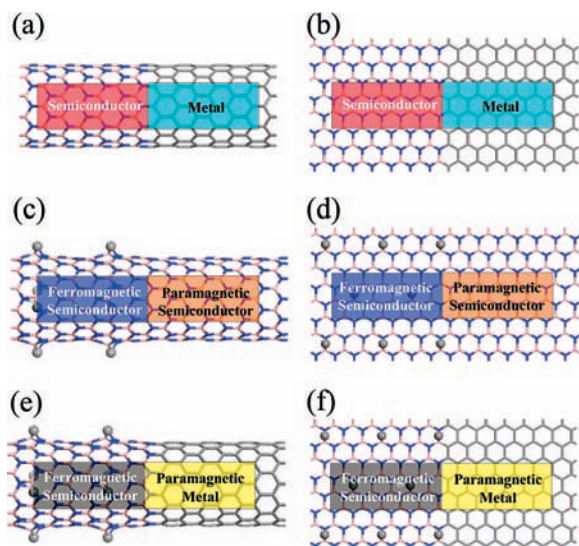 (a)
(b)
Semiconductor Metal
Semiconductor Metal
(c)
(d)
Ferromagnetic Paramagnetic
Semiconductor Semiconductor
Ferromagnetic Paramagnetic
Semiconductor Semiconductor
(e)
(f)
Ferromagnetic Paramagnetic
Semiconductor Metal
Ferromagnetic Paramagnetic
Semiconductor Metal